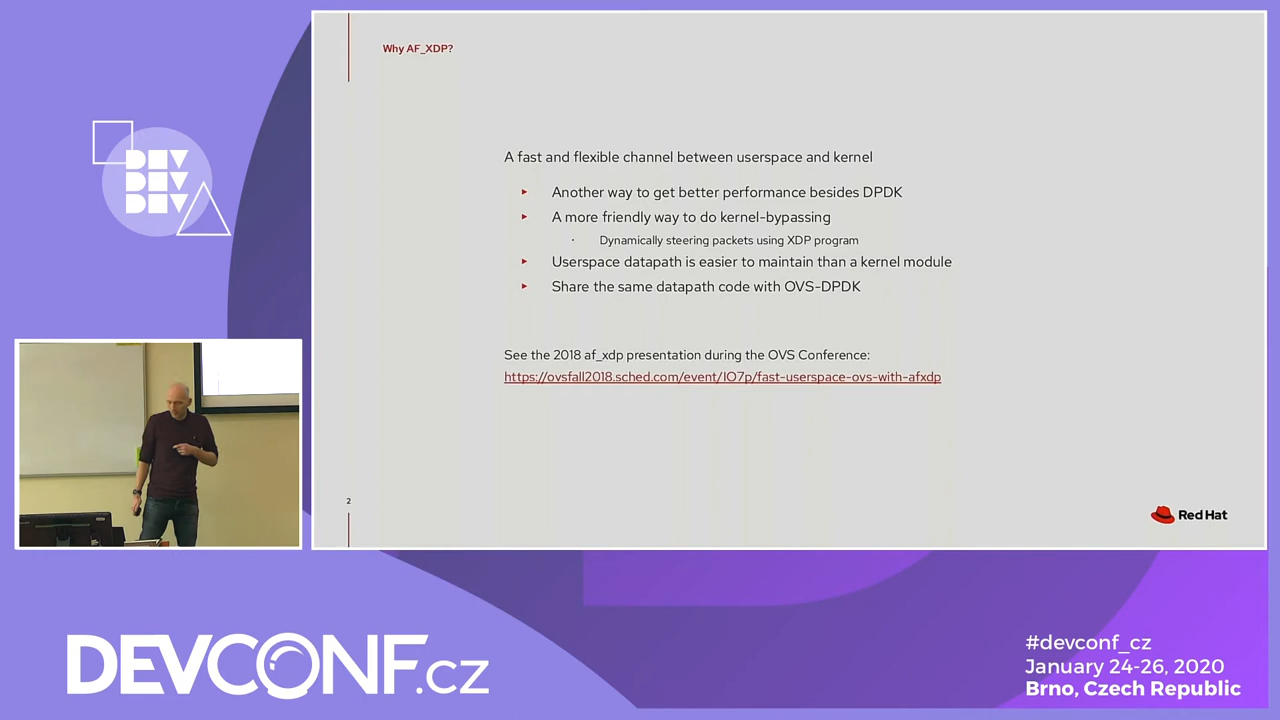 Why AF_XDP?
A fast and flexible channel between userspace and kernel
Another way to get better performance besides DPDK
A more friendly way to do kernel-bypassing
Dynamically steering packets using XDP program
Userspace datapath is easier to maintain than a kernel module
Share the same datapath code with OVS-DPDK
See the 2018 af_xdp presentation during the OVS Conference:
https://ovsfall2018.sched.com/event/IO7p/fast-userspace-ovs-with-afxdp
2
Red Hat
DEV
DEV
DEV
DEVCONF.cz
#devconf_cz
January 24-26, 2020
Brno, Czech Republic